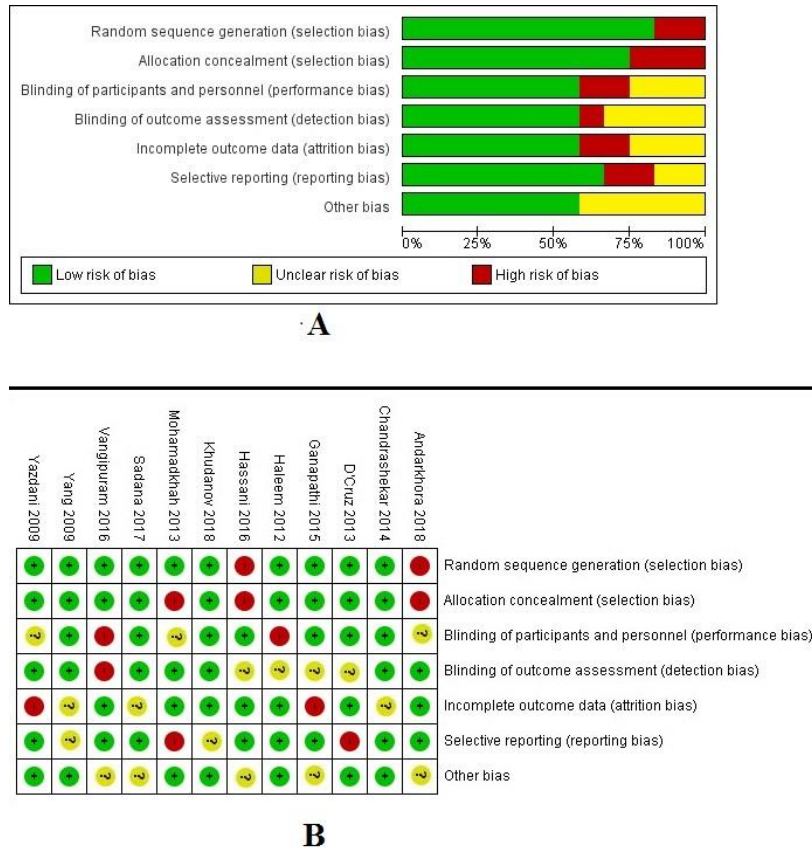 Random sequence generation (selection bias)
Allocation concealment (selection bias)
Blinding of participants and personnel (performance bias)
Blinding of outcome assessment (detection bias)
Incomplete outcome data (attrition bias)
Selective reporting (reporting bias)
Other bias
0% 25% 50% 75% 100%
Low risk of bias Unclear risk of bias High risk of bias
A
Yazdani 2009
Yang 2009
Vangipuram 2016
Sadana 2017
Mohamadkhah 2013
Khudanov 2018
Hassani 2016
Haleem 2012
Ganapathi 2015
D'Cruz 2013
Chandrashekar 2014
Andarkhora 2018
+ + + + + + - + + + + - Random sequence generation (selection bias)
+ + + + - + - + + + + - Allocation concealment (selection bias)
? + - + ? + + - + + + ? Blinding of participants and personnel (performance bias)
+ + - + + + ? ? ? ? + + Blinding of outcome assessment (detection bias)
- ? + ? + + + + - + ? + Incomplete outcome data (attrition bias)
+ ? + + - ? + + + - + + Selective reporting (reporting bias)
+ + ? ? + + ? + ? + + ? Other bias
B